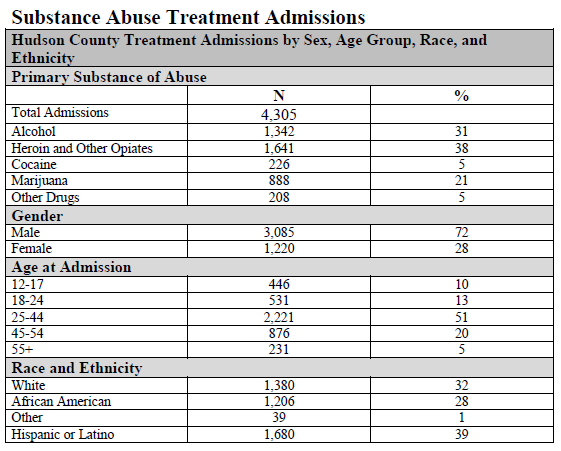 Substance Abuse Treatment Admissions
Hudson County Treatment Admissions by Sex, Age Group, Race, and
Ethnicity
Primary Substance of Abuse
N %
Total Admissions 4,305
Alcohol 1,342 31
Heroin and Other Opiates 1,641 38
Cocaine 226 5
Marijuana 888 21
Other Drugs 208 5
Gender
Male 3,085 72
Female 1,220 28
Age at Admission
12-17 446 10
18-24 531 13
25-44 2,221 51
45-54 876 20
55+ 231 5
Race and Ethnicity
White 1,380 32
African American 1,206 28
Other 39 1
Hispanic or Latino 1,680 39